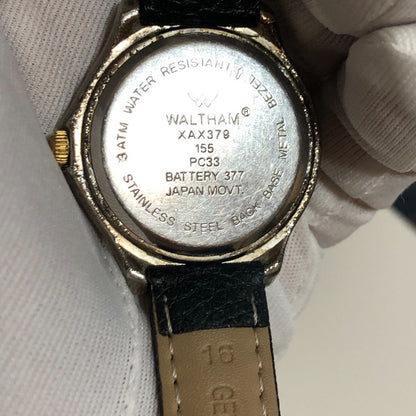 3 ATM WATER RESISTANT BASE METAL BEZEL
WALTHAM®
XAX379
155
PC33
BATTERY 377
JAPAN MOVT.
STAINLESS STEEL BACK
16
GE